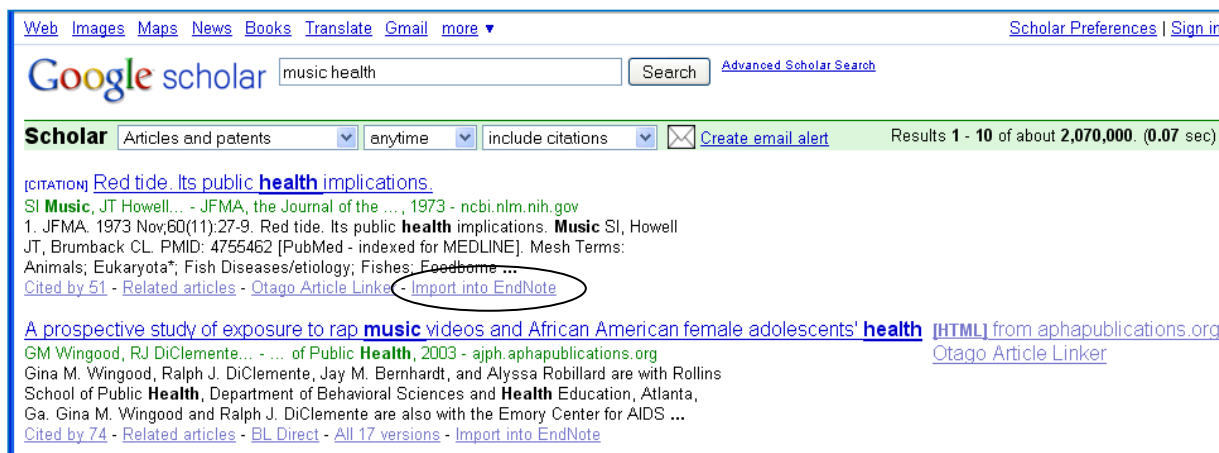 Web Images Maps News Books Translate Gmail more ▼ Scholar Preferences | Sign in
Google scholar music health Search Advanced Scholar Search
Scholar Articles and patents anytime include citations Create email alert Results 1 - 10 of about 2,070,000. (0.07 sec)
[CITATION] Red tide. Its public health implications.
SI Music, JT Howell... - JFMA, the Journal of the ..., 1973 - ncbi.nlm.nih.gov
1. JFMA. 1973 Nov;60(11):27-9. Red tide. Its public health implications. Music SI, Howell
JT, Brumback CL. PMID: 4755462 [PubMed - indexed for MEDLINE]. Mesh Terms:
Animals; Eukaryota*; Fish Diseases/etiology; Fishes; Foodborne ...
Cited by 51 - Related articles - Otago Article Linker - Import into EndNote
A prospective study of exposure to rap music videos and African American female adolescents' health [HTML] from aphapublications.org
GM Wingood, RJ DiClemente... - ... of Public Health, 2003 - ajph.aphapublications.org Otago Article Linker
Gina M. Wingood, Ralph J. DiClemente, Jay M. Bernhardt, and Alyssa Robillard are with Rollins
School of Public Health, Department of Behavioral Sciences and Health Education, Atlanta,
Ga. Gina M. Wingood and Ralph J. DiClemente are also with the Emory Center for AIDS ...
Cited by 74 - Related articles - BL Direct - All 17 versions - Import into EndNote